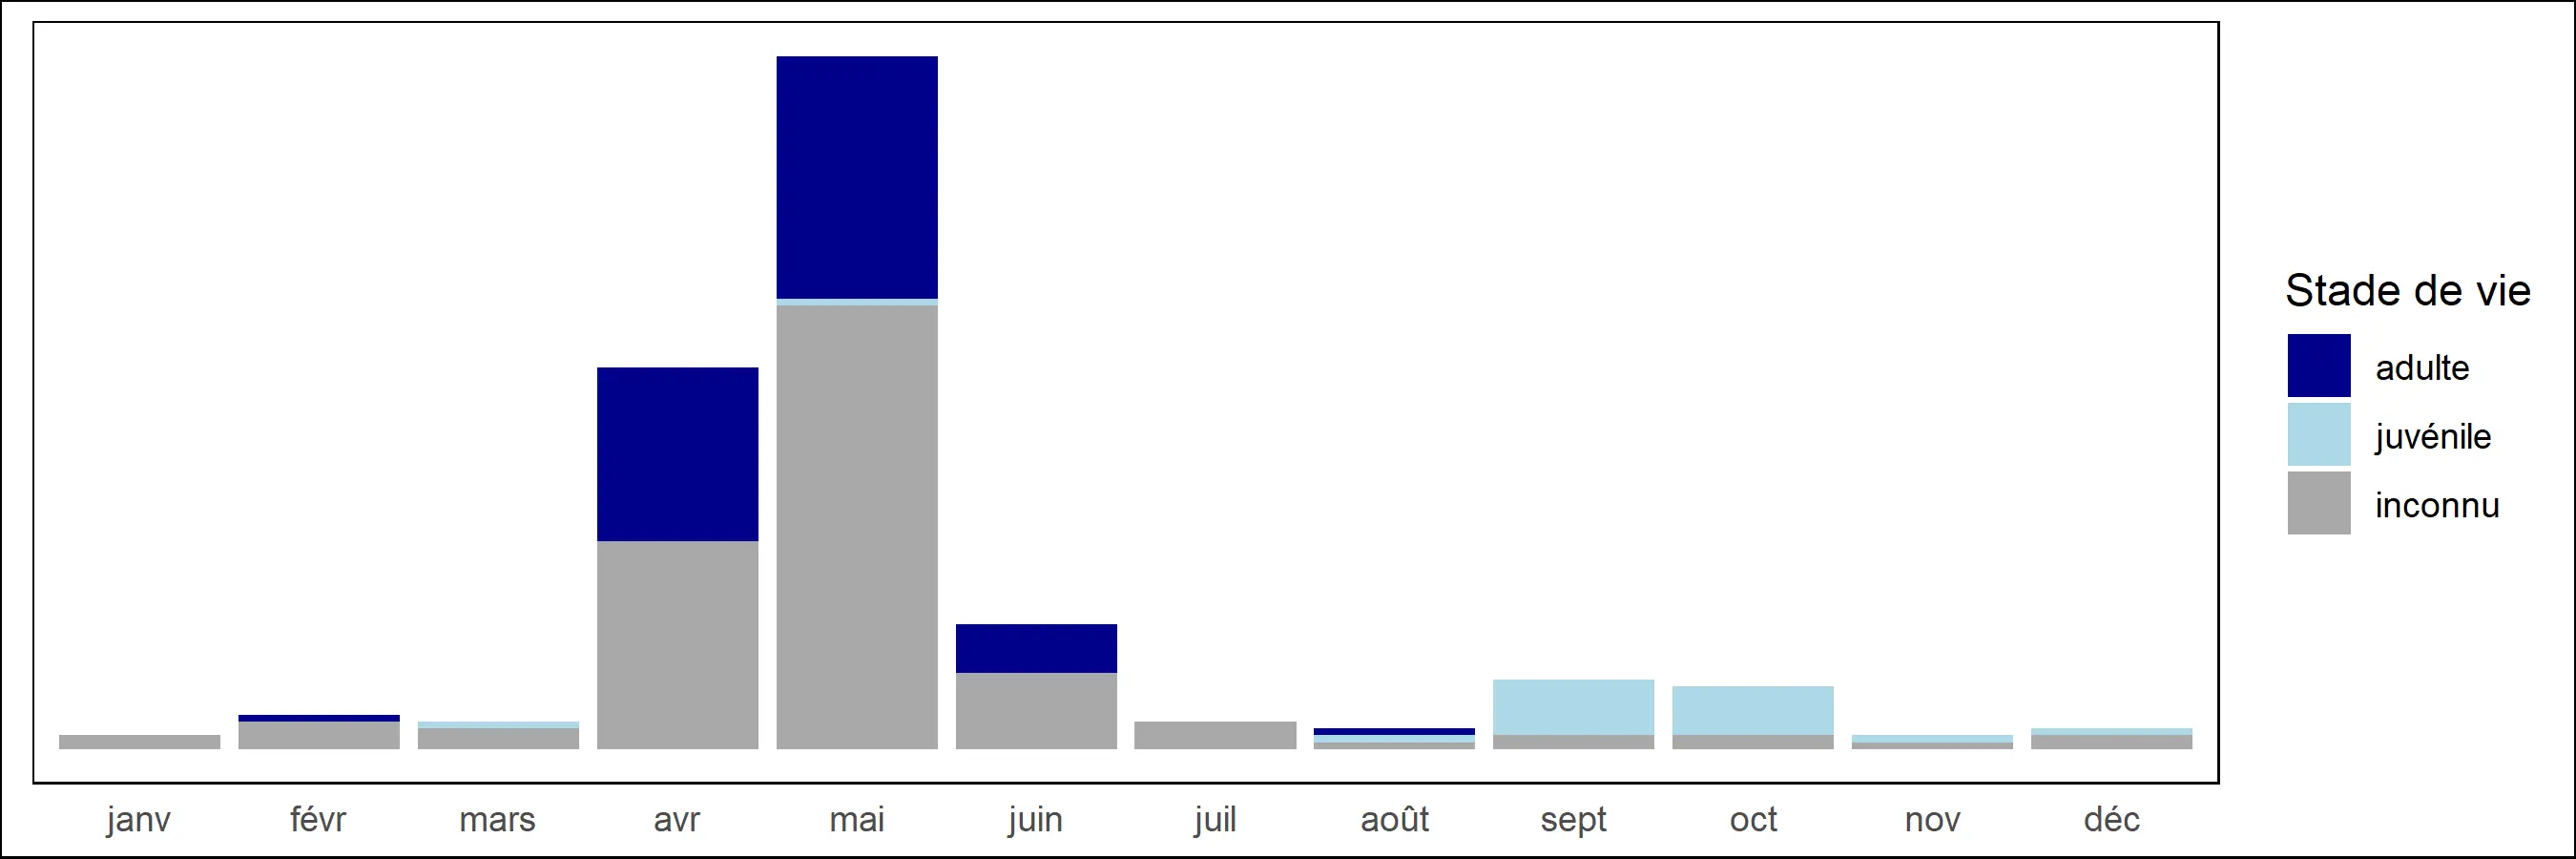 janv févr mars avr mai juin juil août sept oct nov déc
Stade de vie
adulte
juvénile
inconnu